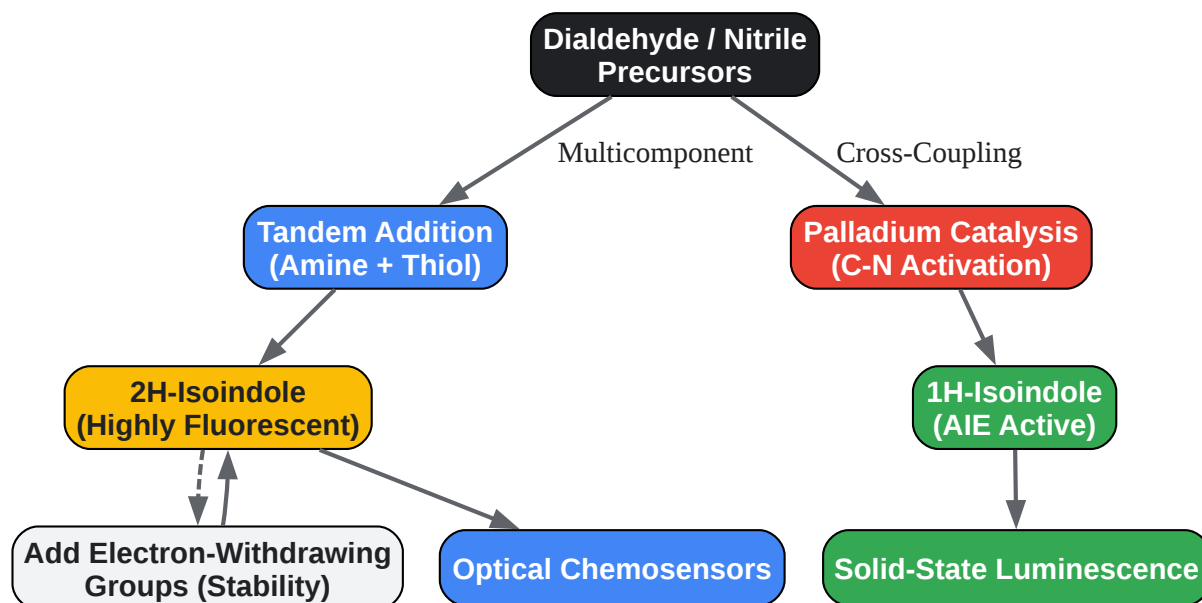 Dialdehyde / Nitrile
Precursors
Multicomponent
Cross-Coupling
Tandem Addition
(Amine + Thiol)
Palladium Catalysis
(C-N Activation)
2H-Isoindole
(Highly Fluorescent)
1H-Isoindole
(AIE Active)
Add Electron-Withdrawing
Groups (Stability)
Optical Chemosensors
Solid-State Luminescence